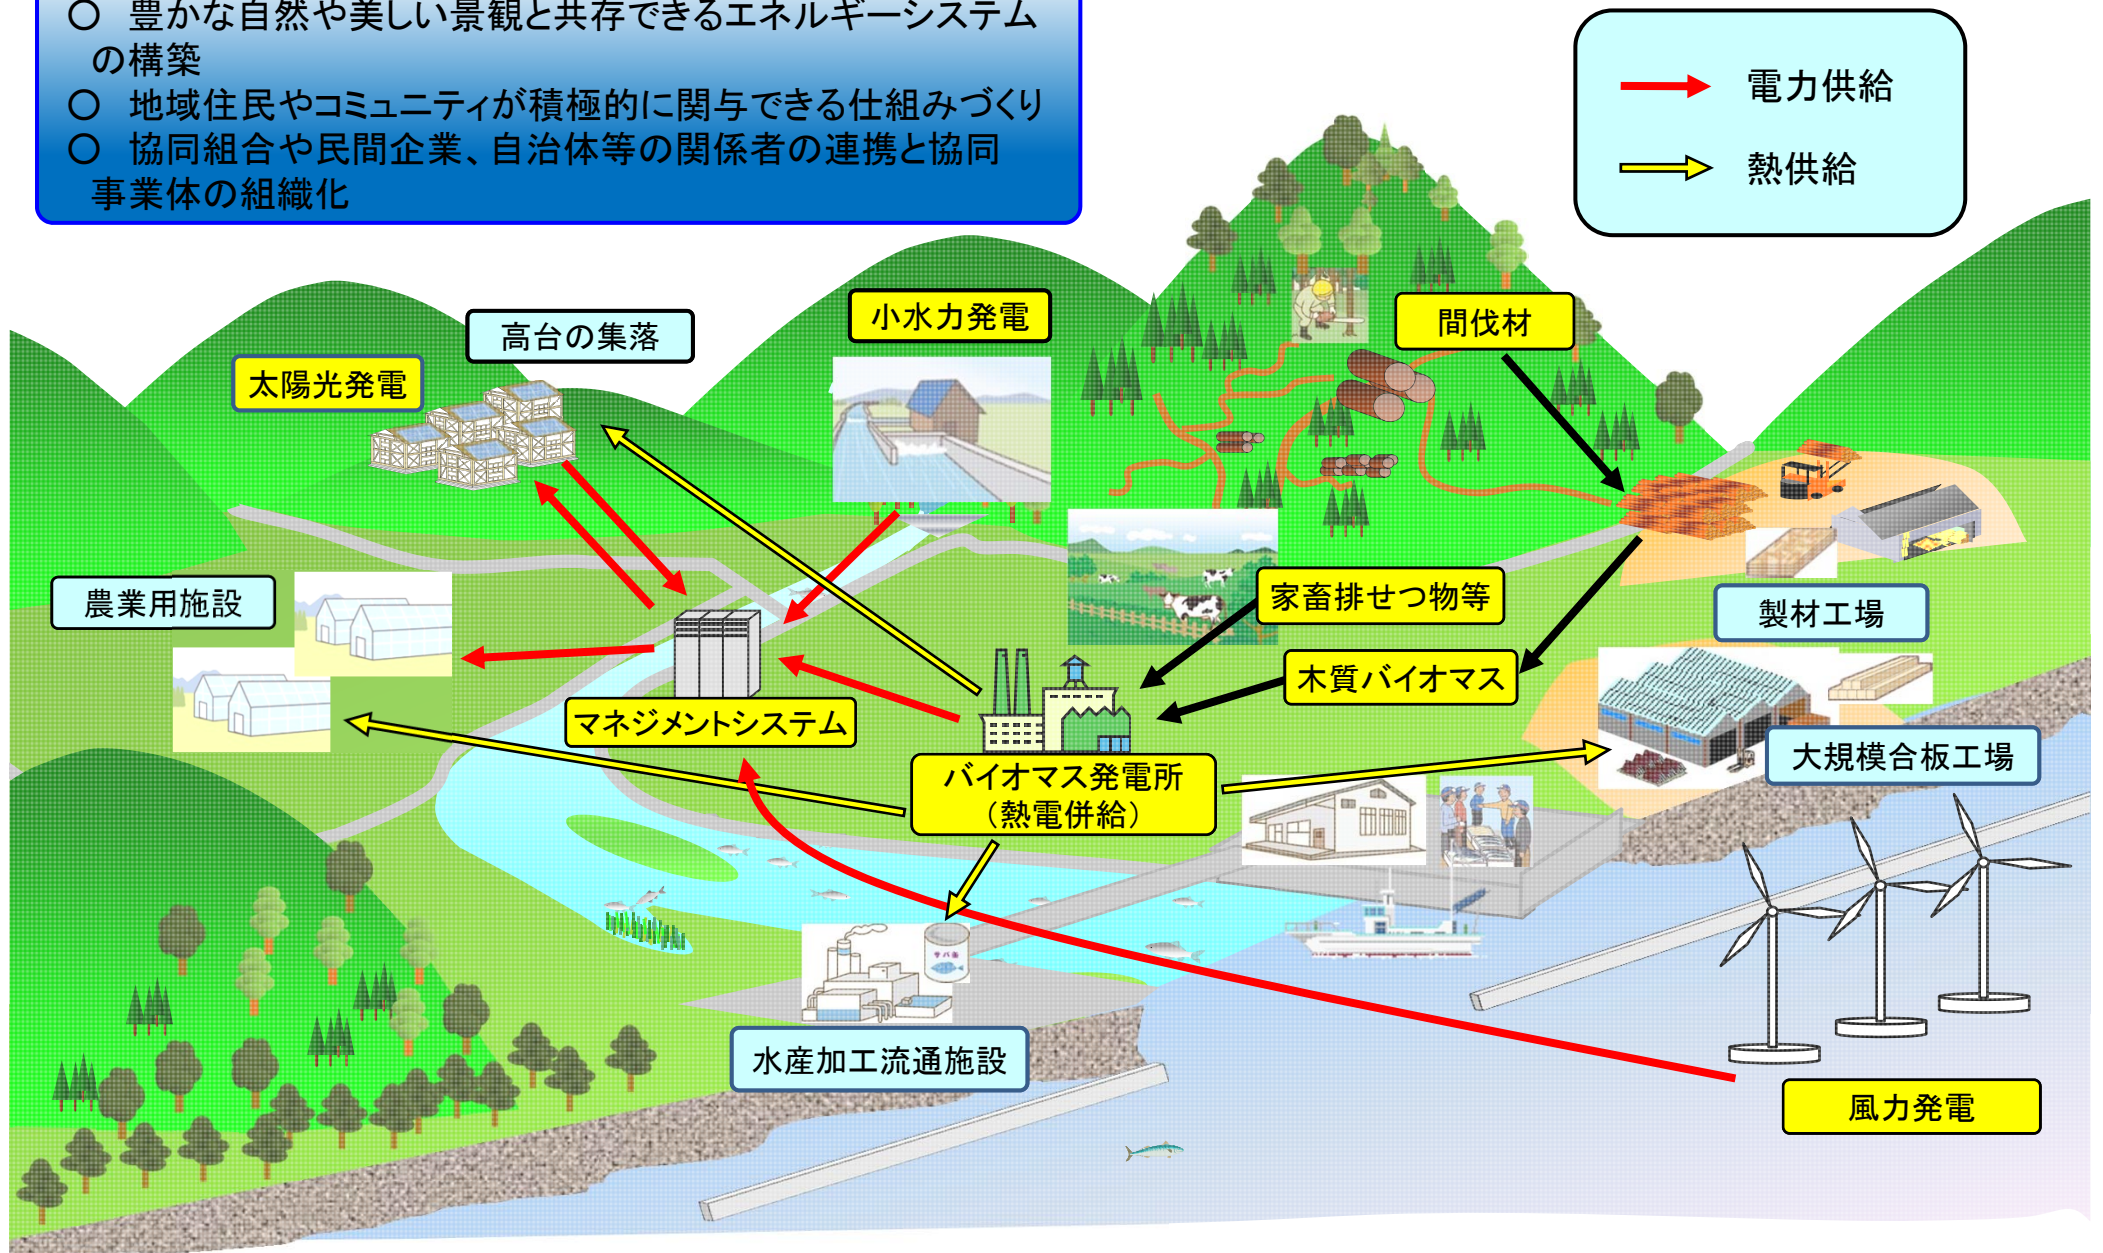 ○ 豊かな自然や美しい景観と共存できるエネルギーシステム
の構築
○ 地域住民やコミュニティが積極的に関与できる仕組みづくり
○ 協同組合や民間企業、自治体等の関係者の連携と協同
事業体の組織化
電力供給
熱供給
小水力発電
間伐材
高台の集落
太陽光発電
農業用施設
家畜排せつ物等
製材工場
木質バイオマス
マネジメントシステム
大規模合板工場
バイオマス発電所
（熱電併給）
サバ缶
水産加工流通施設
風力発電